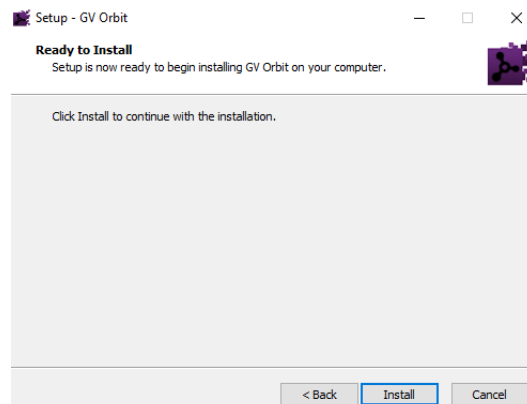 Setup - GV Orbit
Ready to Install
Setup is now ready to begin installing GV Orbit on your computer.
Click Install to continue with the installation.
< Back Install Cancel